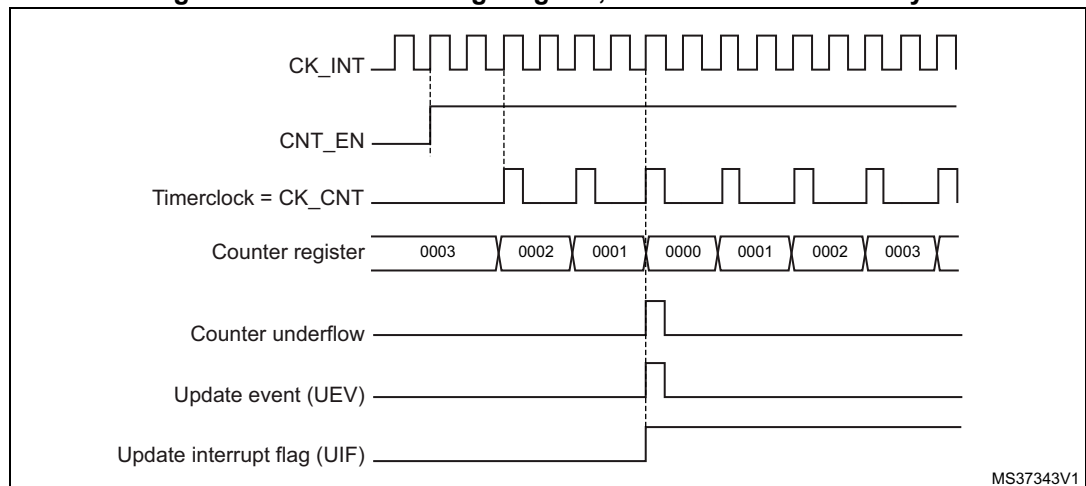 CK_INT
CNT_EN
Timerclock = CK_CNT
Counter register 0003 0002 0001 0000 0001 0002 0003
Counter underflow
Update event (UEV)
Update interrupt flag (UIF)
MS37343V1